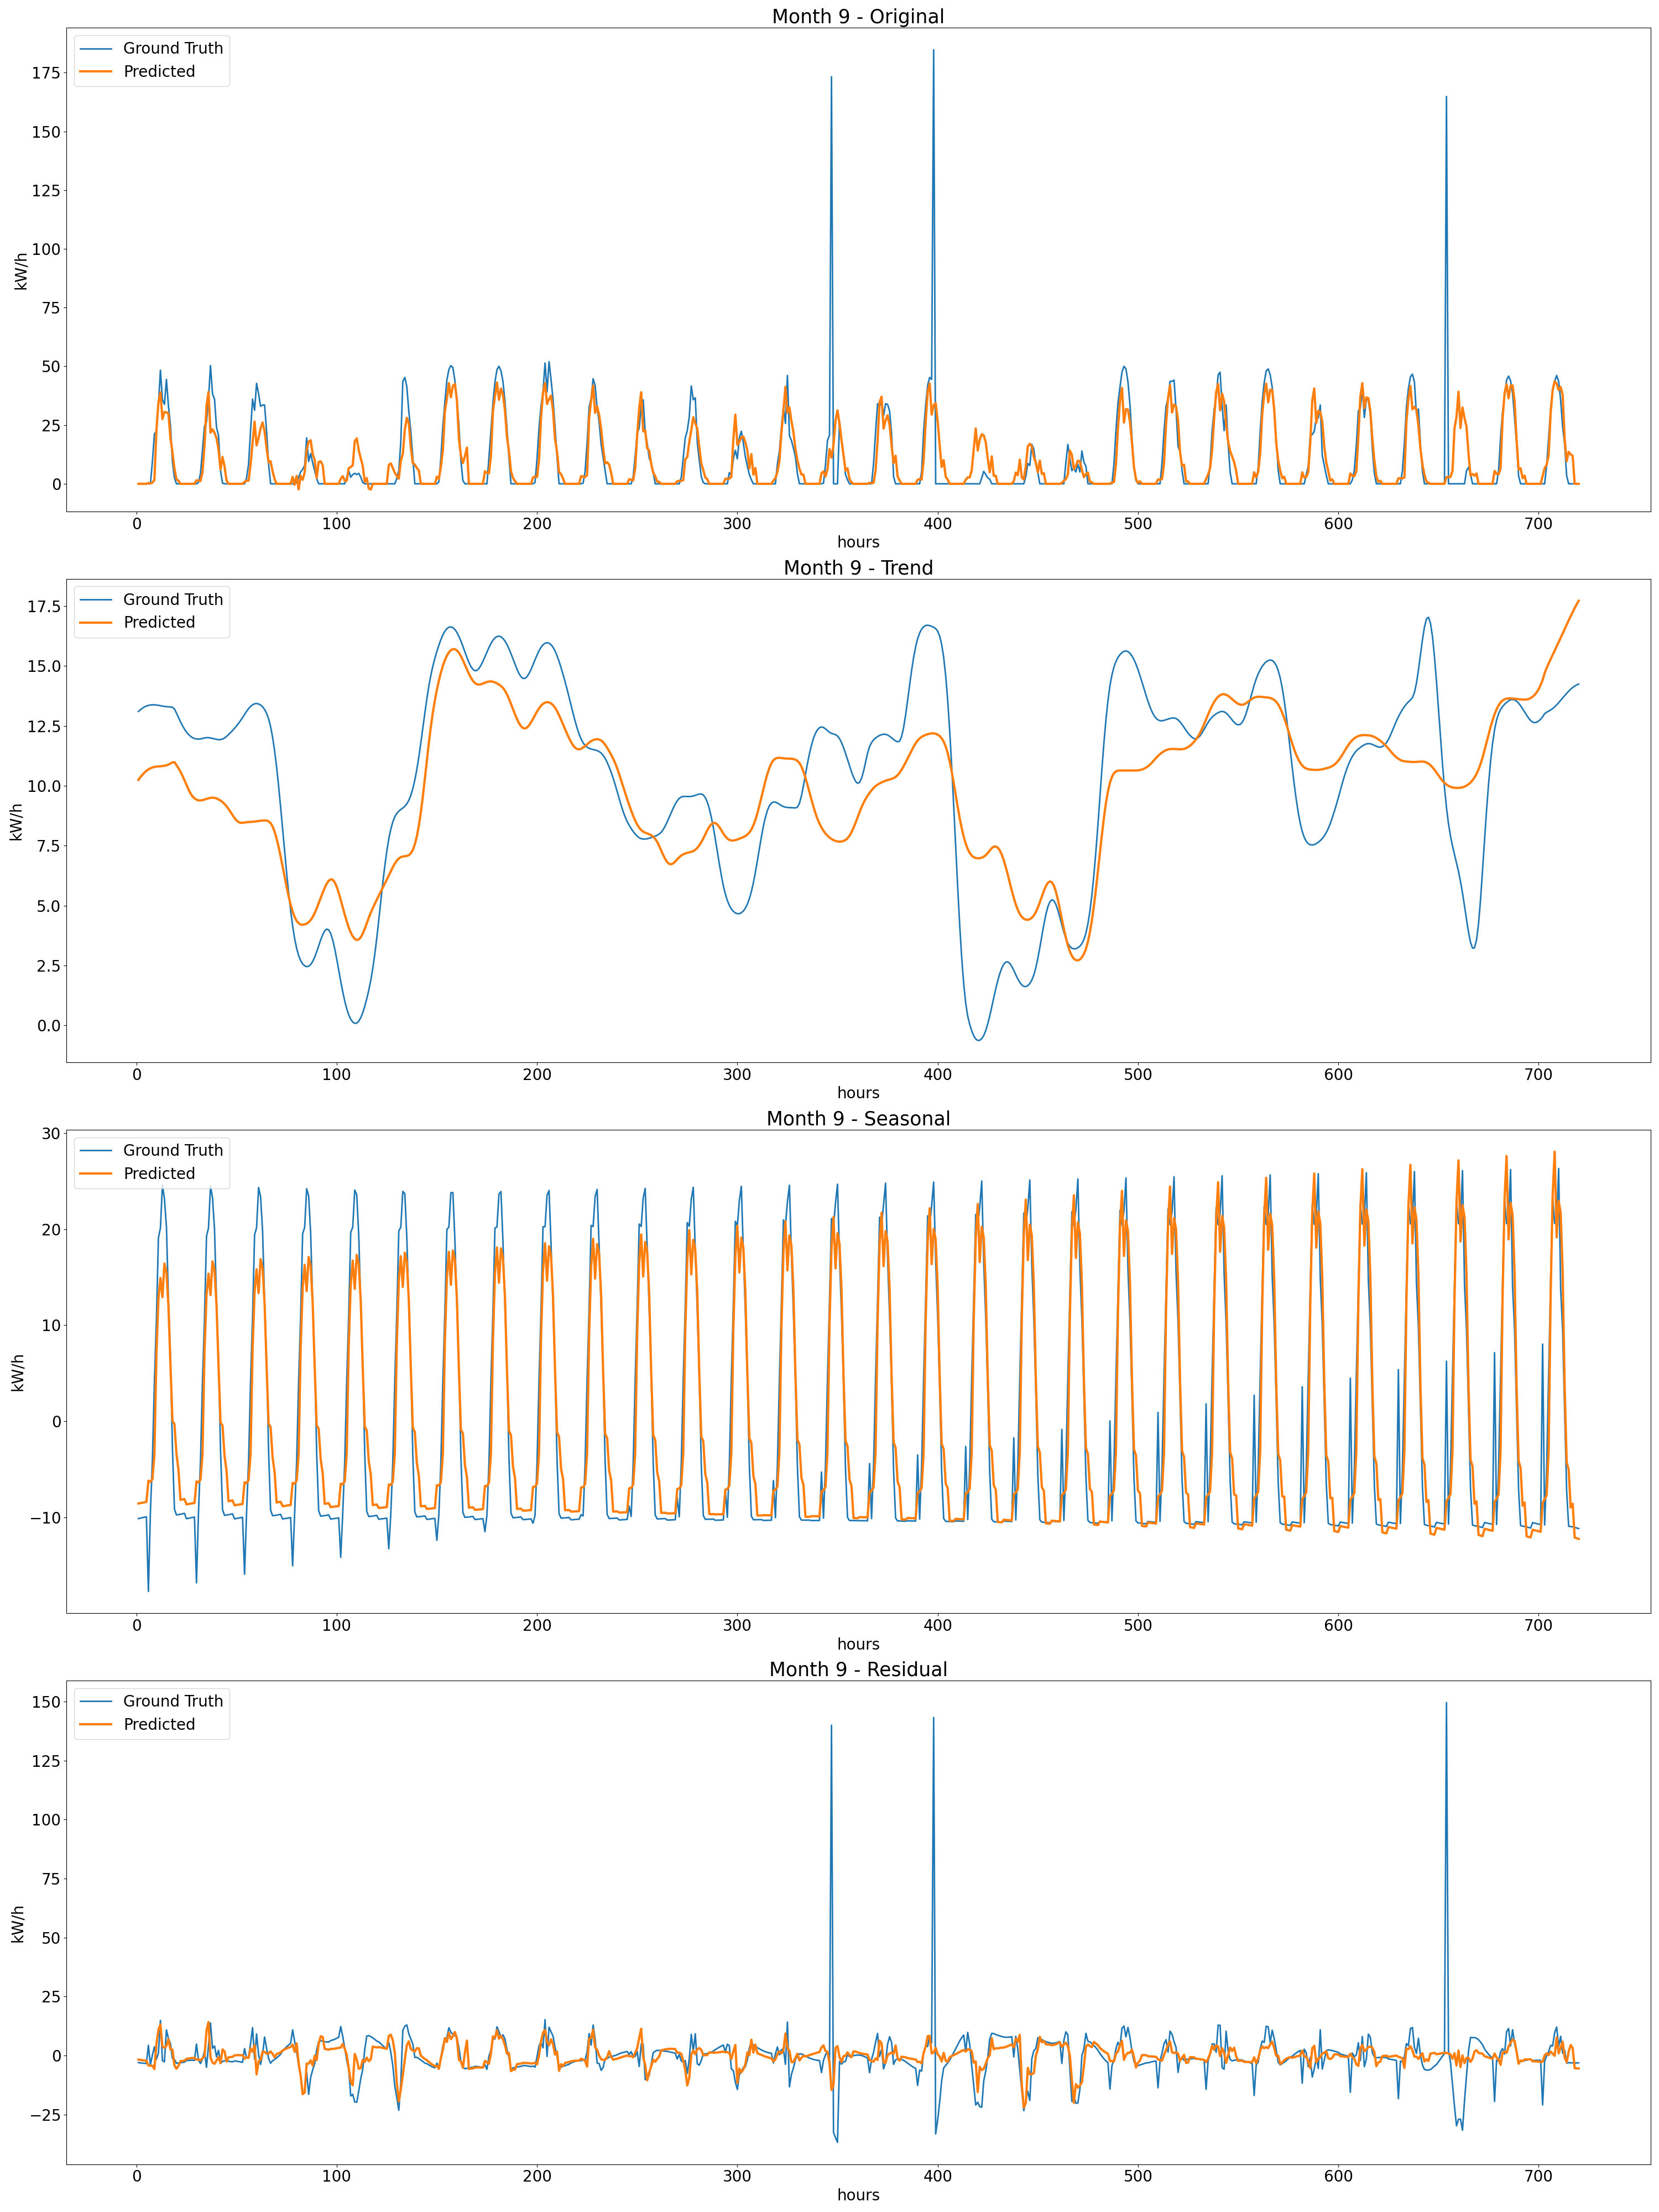 Month 9 - Original
Ground Truth
Predicted
175
150
125
100
75
50
25
0
kW/h
0 100 200 300 400 500 600 700
hours
Month 9 - Trend
Ground Truth
Predicted
17.5
15.0
12.5
10.0
7.5
5.0
2.5
0.0
kW/h
0 100 200 300 400 500 600 700
hours
Month 9 - Seasonal
Ground Truth
Predicted
30
20
10
0
−10
kW/h
0 100 200 300 400 500 600 700
hours
Month 9 - Residual
Ground Truth
Predicted
150
125
100
75
50
25
0
−25
kW/h
0 100 200 300 400 500 600 700
hours